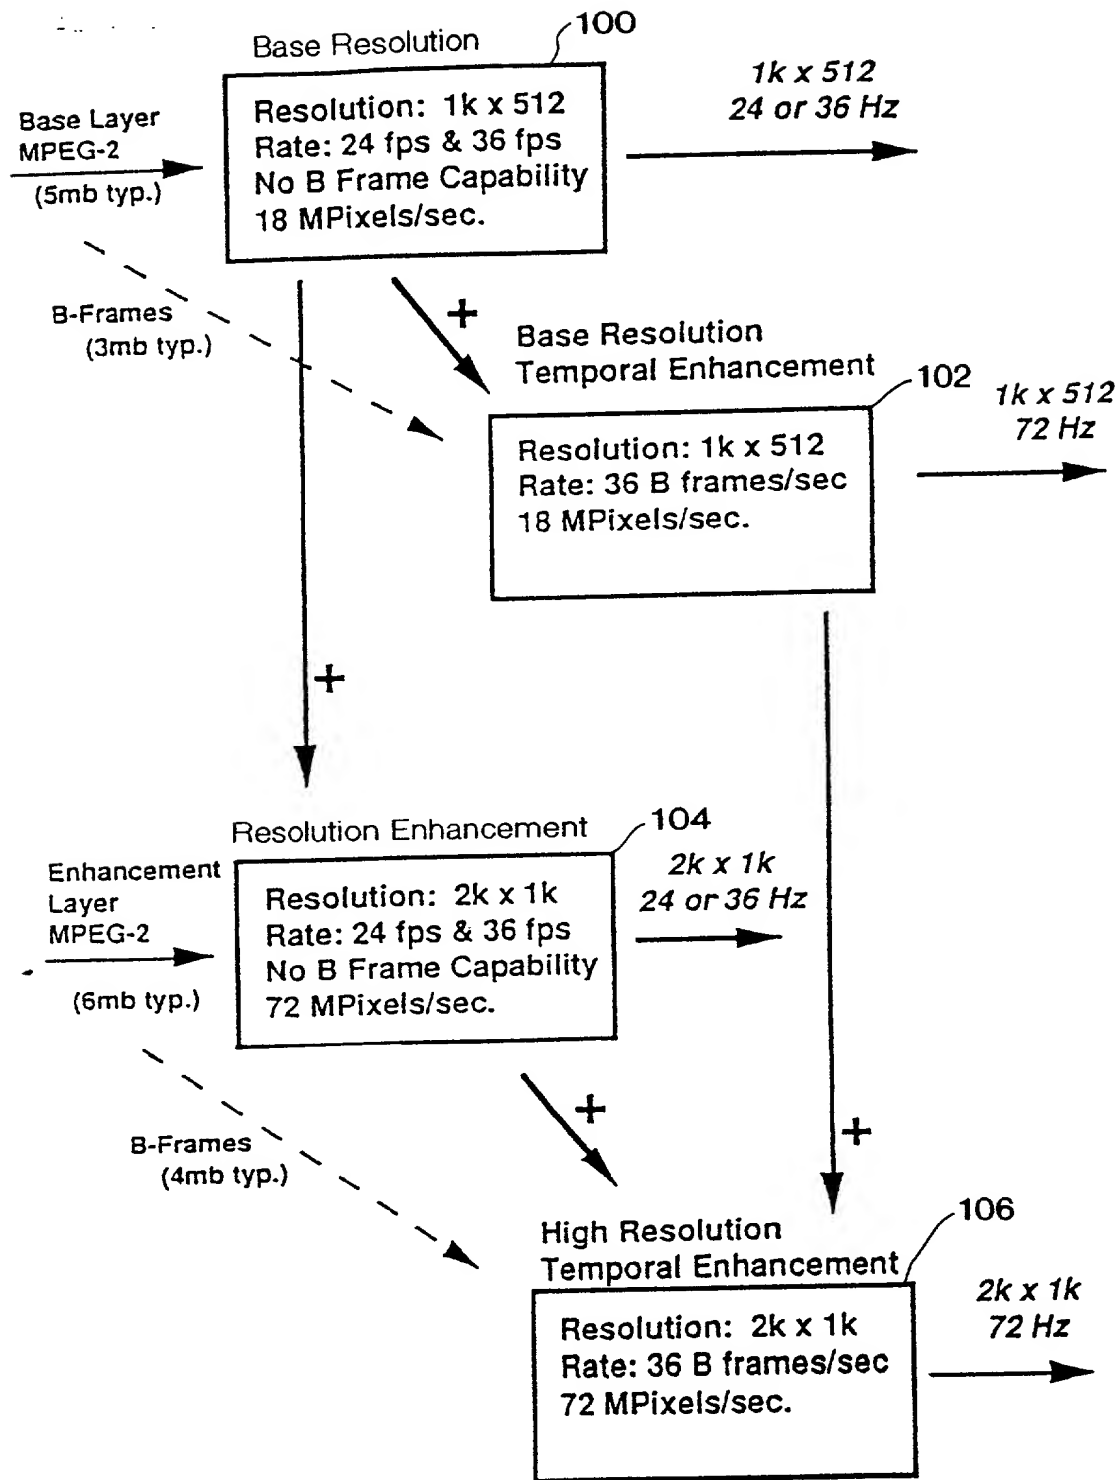 Base Resolution
100
Resolution: 1k x 512
Rate: 24 fps & 36 fps
No B Frame Capability
18 MPixels/sec.
Base Layer
MPEG-2
(5mb typ.)
1k x 512
24 or 36 Hz
B-Frames
(3mb typ.)
+
Base Resolution
Temporal Enhancement
102
Resolution: 1k x 512
Rate: 36 B frames/sec
18 MPixels/sec.
1k x 512
72 Hz
+
Resolution Enhancement
104
Enhancement
Layer
MPEG-2
(6mb typ.)
Resolution: 2k x 1k
Rate: 24 fps & 36 fps
No B Frame Capability
72 MPixels/sec.
2k x 1k
24 or 36 Hz
B-Frames
(4mb typ.)
+
+
High Resolution
Temporal Enhancement
106
Resolution: 2k x 1k
Rate: 36 B frames/sec
72 MPixels/sec.
2k x 1k
72 Hz